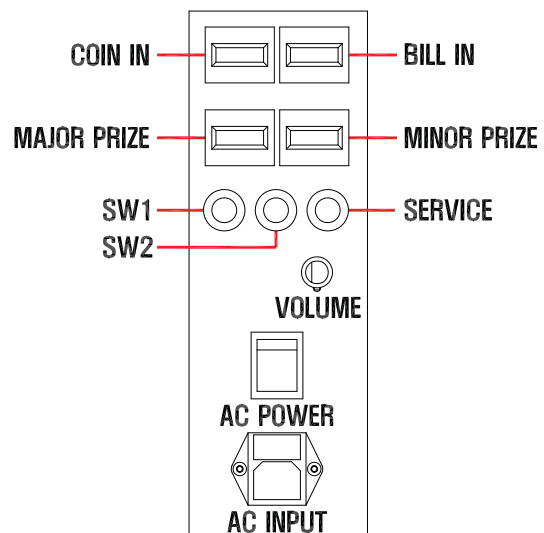 COIN IN
BILL IN
MAJOR PRIZE
MINOR PRIZE
SW1
SERVICE
SW2
VOLUME
AC POWER
AC INPUT